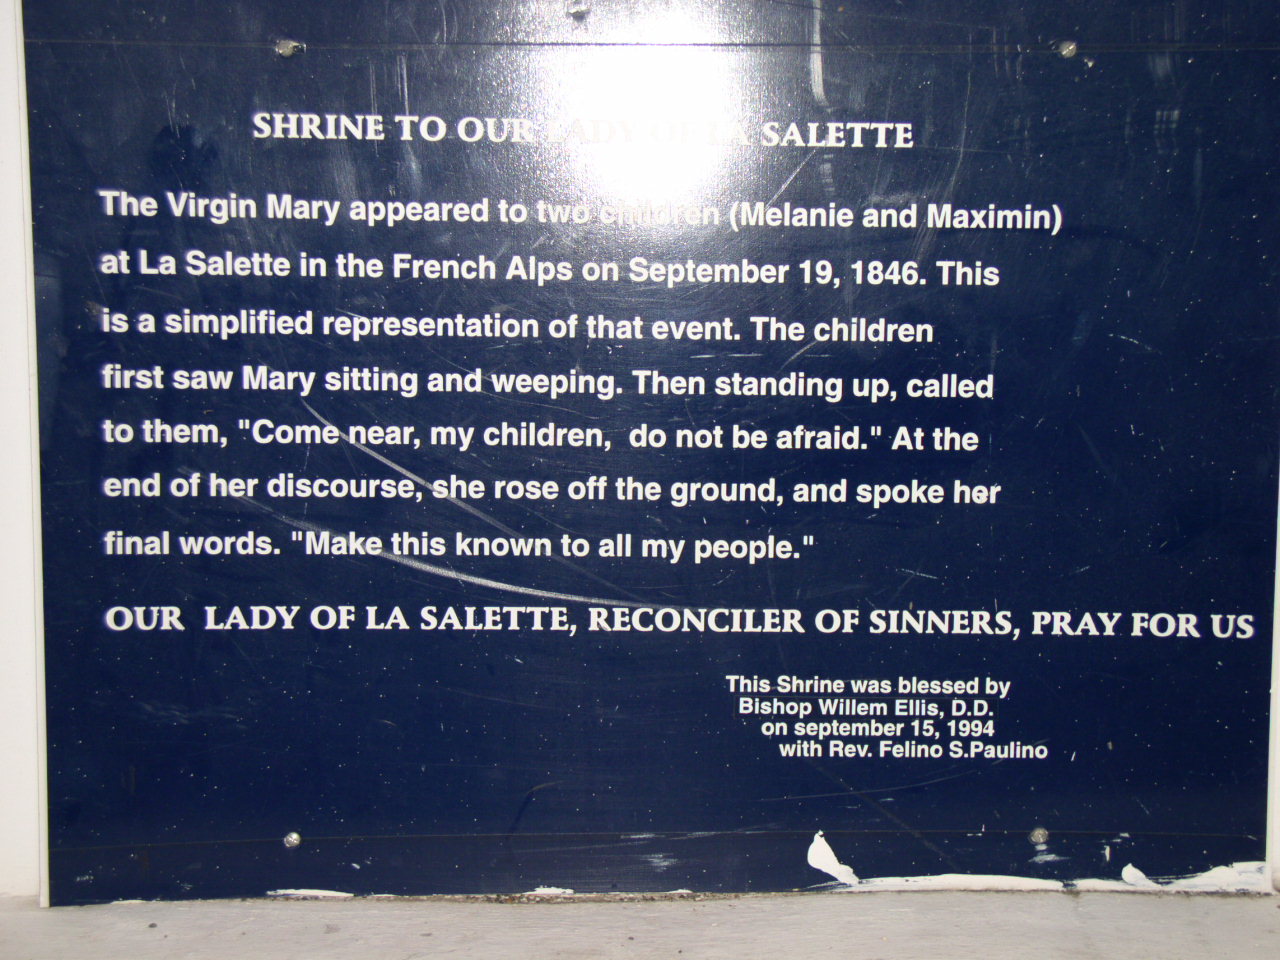 SHRINE TO OUR LADY OF LA SALETTE
The Virgin Mary appeared to two children (Melanie and Maximin)
at La Salette in the French Alps on September 19, 1846. This
is a simplified representation of that event. The children
first saw Mary sitting and weeping. Then standing up, called
to them, "Come near, my children,  do not be afraid." At the
end of her discourse, she rose off the ground, and spoke her
final words. "Make this known to all my people."
OUR LADY OF LA SALETTE, RECONCILER OF SINNERS, PRAY FOR US
This Shrine was blessed by
Bishop Willem Ellis, D.D.
on september 15, 1994
with Rev. Felino S.Paulino